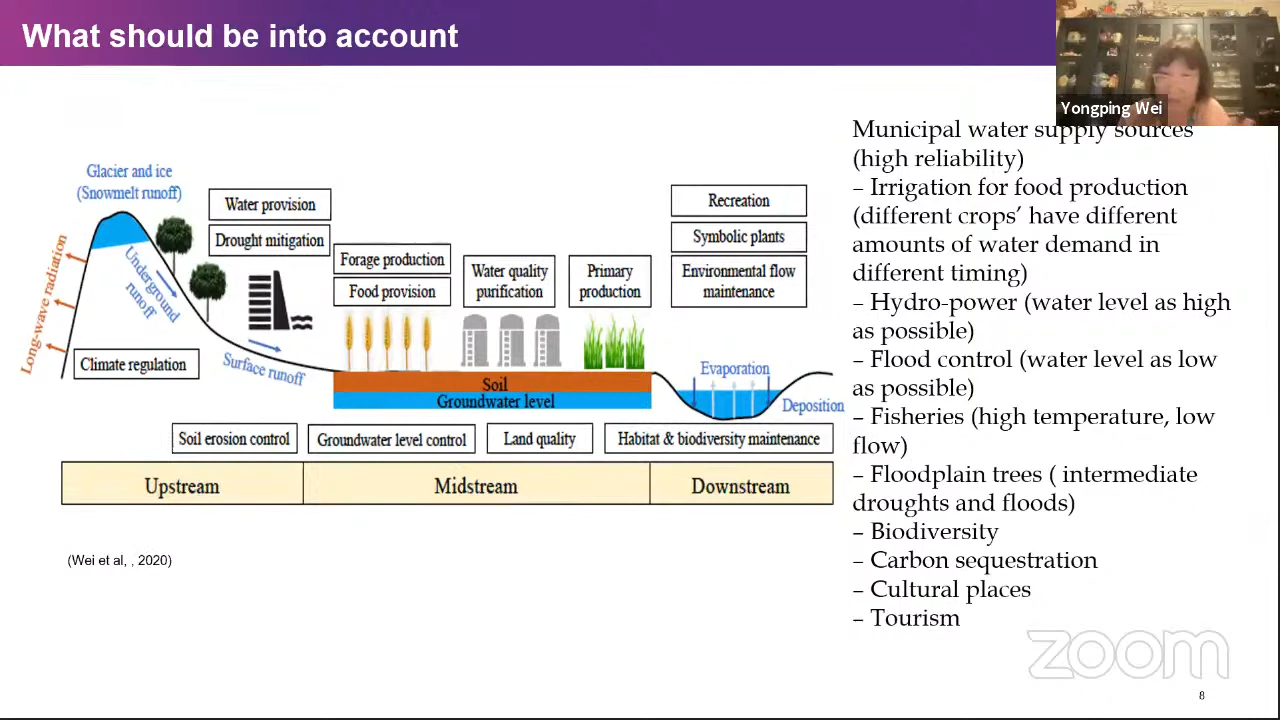 What should be into account
Yongping Wei
Glacier and ice
(Snowmelt runoff)
Long-wave radiation
Underground
runoff
Climate regulation
Water provision
Drought mitigation
Surface runoff
Forage production
Food provision
Water quality
purification
Primary
production
Recreation
Symbolic plants
Environmental flow
maintenance
Soil
Groundwater level
Evaporation
Deposition
Soil erosion control
Groundwater level control
Land quality
Habitat & biodiversity maintenance
Upstream
Midstream
Downstream
(Wei et al, , 2020)
Municipal water supply sources
(high reliability)
– Irrigation for food production
(different crops’ have different
amounts of water demand in
different timing)
– Hydro-power (water level as high
as possible)
– Flood control (water level as low
as possible)
– Fisheries (high temperature, low
flow)
– Floodplain trees ( intermediate
droughts and floods)
– Biodiversity
– Carbon sequestration
– Cultural places
– Tourism
zoom
8